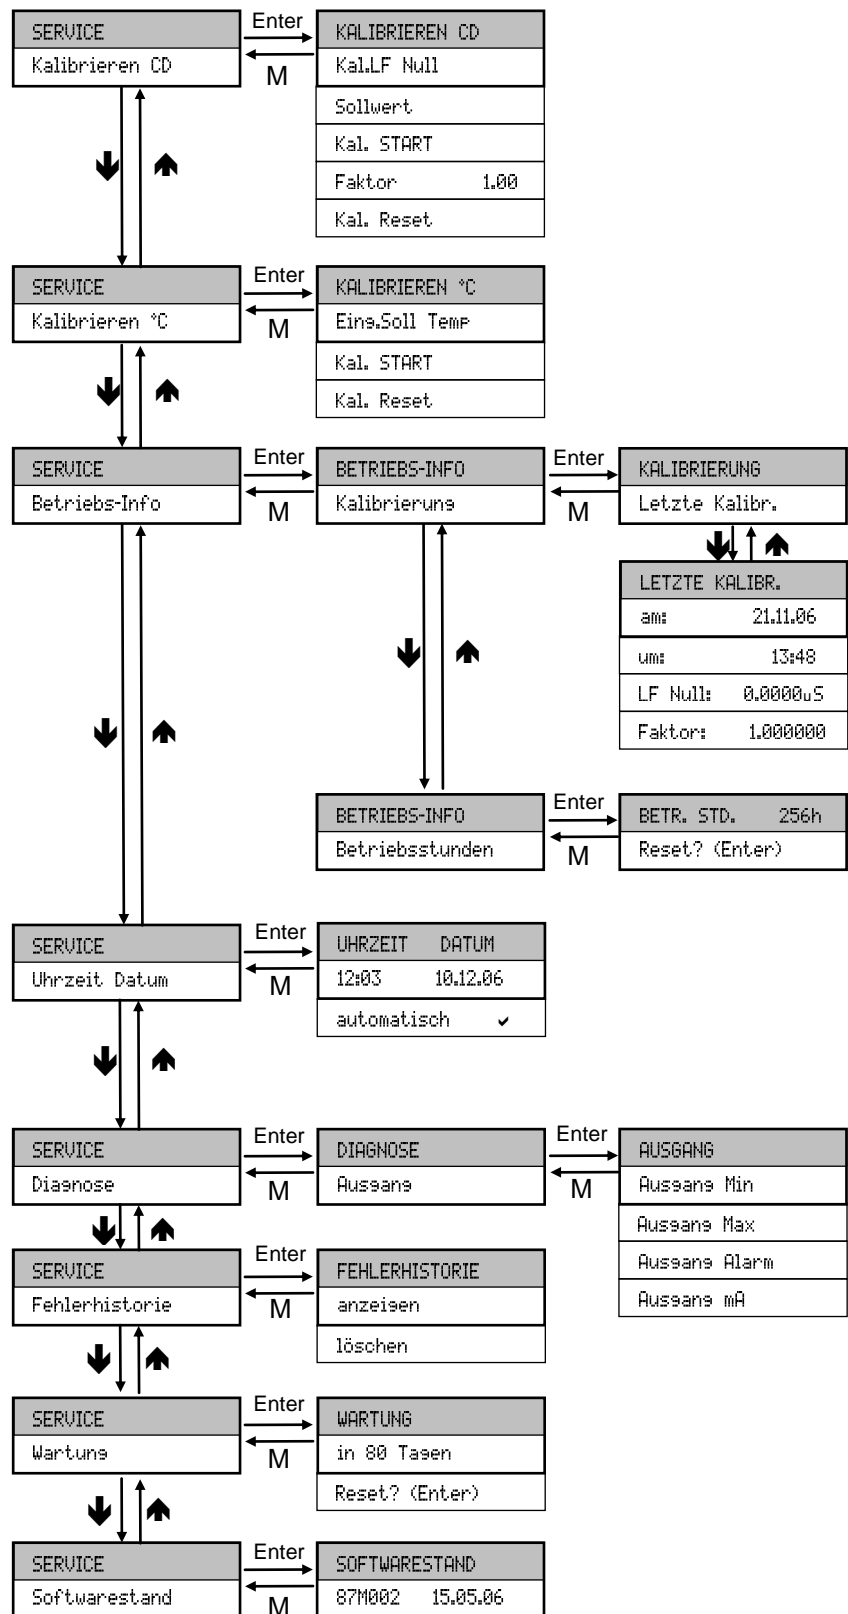 SERVICE
Kalibrieren CD
Enter
M
KALIBRIEREN CD
Kal.LF Null
Sollwert
Kal. START
Faktor 1.00
Kal. Reset
SERVICE
Kalibrieren °C
Enter
M
KALIBRIEREN °C
Eing.Soll Temp
Kal. START
Kal. Reset
SERVICE
Betriebs-Info
Enter
M
BETRIEBS-INFO
Kalibrierung
Enter
M
KALIBRIERUNG
Letzte Kalibr.
LETZTE KALIBR.
am: 21.11.06
um: 13:48
LF Null: 0.0000uS
Faktor: 1.000000
BETRIEBS-INFO
Betriebsstunden
Enter
M
BETR. STD. 256h
Reset? (Enter)
SERVICE
Uhrzeit Datum
Enter
M
UHRZEIT DATUM
12:03 10.12.06
automatisch ✓
SERVICE
Diagnose
Enter
M
DIAGNOSE
Ausgang
Enter
M
AUSGANG
Ausgang Min
Ausgang Max
Ausgang Alarm
Ausgang mA
SERVICE
Fehlerhistorie
Enter
M
FEHLERHISTORIE
anzeigen
löschen
SERVICE
Wartung
Enter
M
WARTUNG
in 80 Tagen
Reset? (Enter)
SERVICE
Softwarestand
Enter
M
SOFTWARESTAND
87M002 15.05.06